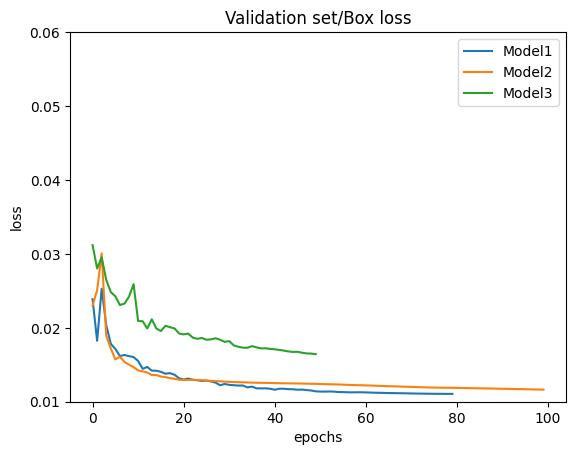 Validation set/Box loss
0.06
0.05
0.04
0.03
0.02
0.01
loss
Model1
Model2
Model3
0 20 40 60 80 100
epochs